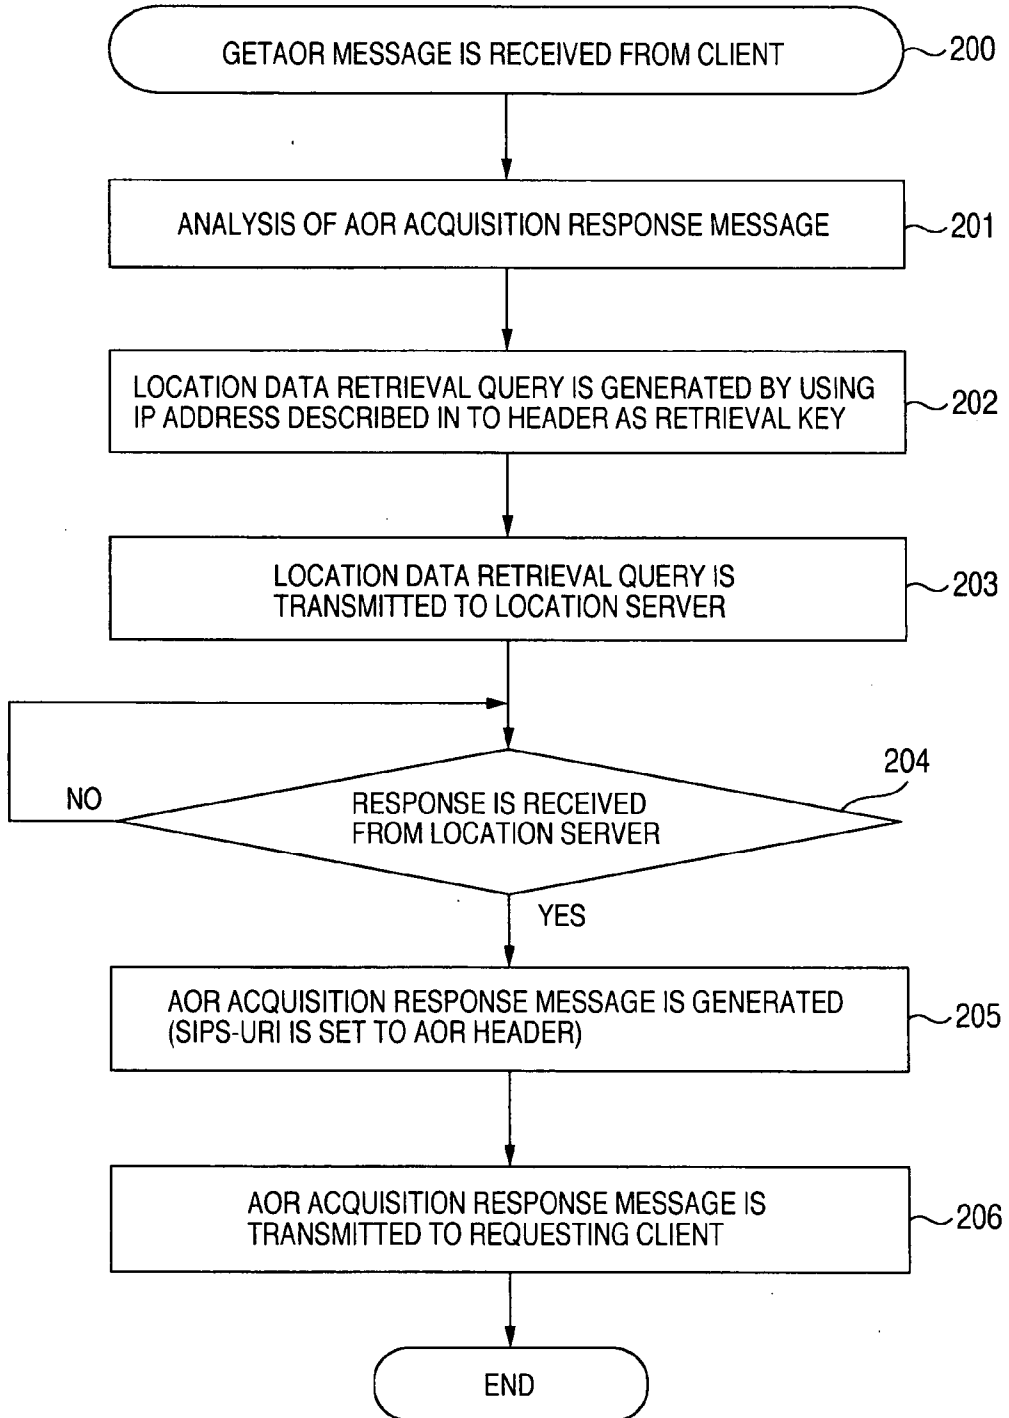 GETAOR MESSAGE IS RECEIVED FROM CLIENT
200
ANALYSIS OF AOR ACQUISITION RESPONSE MESSAGE
201
LOCATION DATA RETRIEVAL QUERY IS GENERATED BY USING
IP ADDRESS DESCRIBED IN TO HEADER AS RETRIEVAL KEY
202
LOCATION DATA RETRIEVAL QUERY IS
TRANSMITTED TO LOCATION SERVER
203
204
NO
RESPONSE IS RECEIVED
FROM LOCATION SERVER
YES
AOR ACQUISITION RESPONSE MESSAGE IS GENERATED
(SIPS-URI IS SET TO AOR HEADER)
205
AOR ACQUISITION RESPONSE MESSAGE IS
TRANSMITTED TO REQUESTING CLIENT
206
END